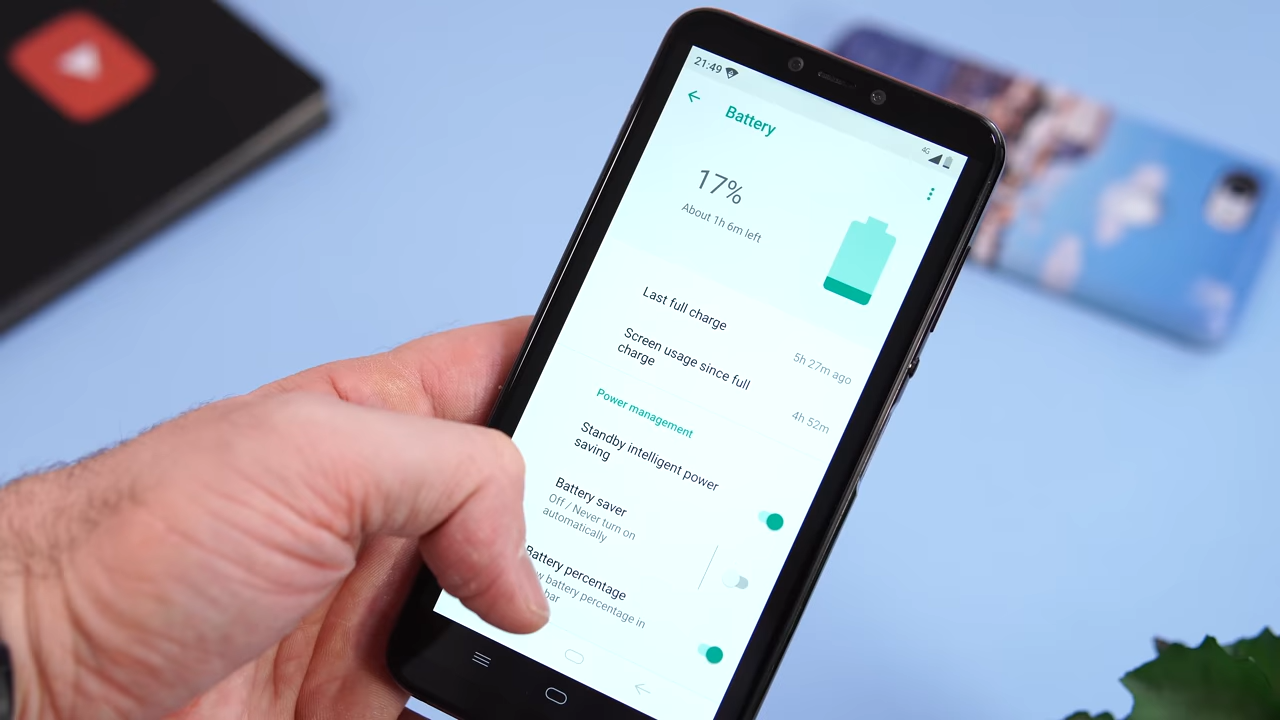 21:49
4G
Battery
17%
About 1h 6m left
Last full charge
5h 27m ago
Screen usage since full
charge
4h 52m
Power management
Standby intelligent power
saving
Battery saver
Off / Never turn on
automatically
Battery percentage
battery percentage in
bar